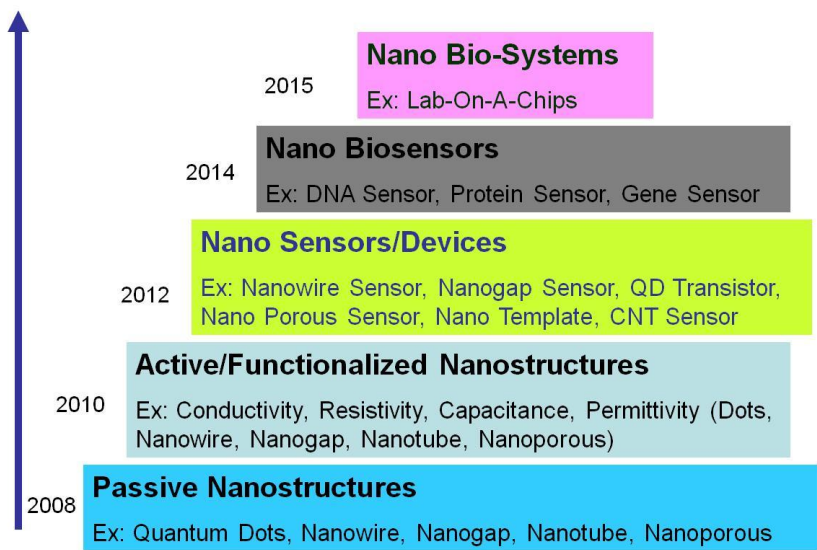 Nano Bio-Systems
2015
Ex: Lab-On-A-Chips
Nano Biosensors
2014
Ex: DNA Sensor, Protein Sensor, Gene Sensor
Nano Sensors/Devices
2012
Ex: Nanowire Sensor, Nanogap Sensor, QD Transistor,
Nano Porous Sensor, Nano Template, CNT Sensor
Active/Functionalized Nanostructures
2010
Ex: Conductivity, Resistivity, Capacitance, Permittivity (Dots,
Nanowire, Nanogap, Nanotube, Nanoporous)
Passive Nanostructures
2008
Ex: Quantum Dots, Nanowire, Nanogap, Nanotube, Nanoporous